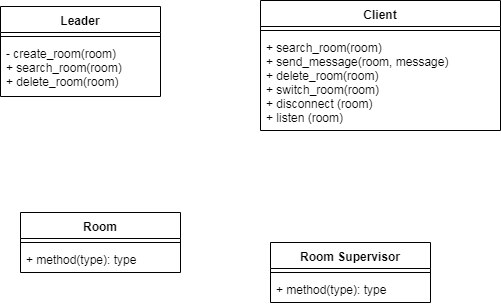 Leader
- create_room(room)
+ search_room(room)
+ delete_room(room)
Client
+ search_room(room)
+ send_message(room, message)
+ delete_room(room)
+ switch_room(room)
+ disconnect (room)
+ listen (room)
Room
+ method(type): type
Room Supervisor
+ method(type): type